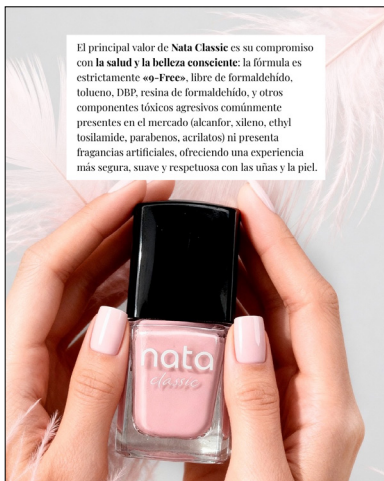 El principal valor de Nata Classic es su compromiso
con la salud y la belleza consciente: la fórmula es
estrictamente «9-Free», libre de formaldehído,
tolueno, DBP, resina de formaldehído, y otros
componentes tóxicos agresivos comúnmente
presentes en el mercado (alcanfor, xileno, ethyl
tosilamide, parabenos, acrilatos) ni presenta
fragancias artificiales, ofreciendo una experiencia
más segura, suave y respetuosa con las uñas y la piel.
nata
classic